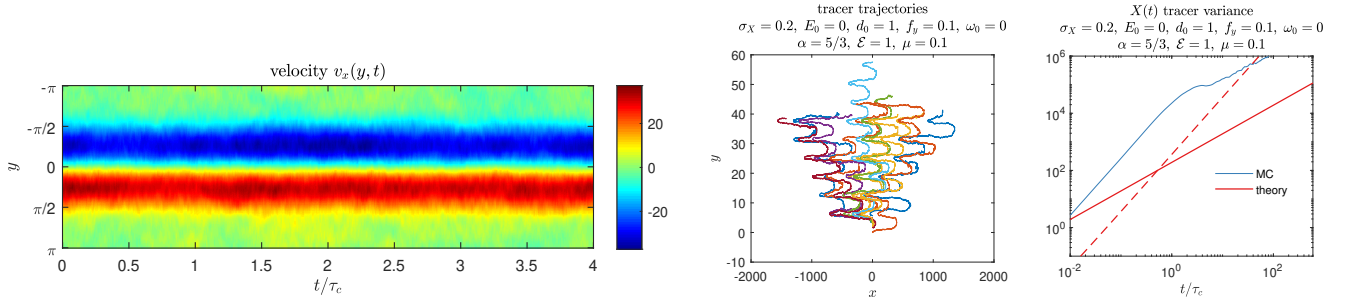 velocity $v_x(y,t)$
-π
-π/2
0
π/2
π
y
0
0.5
1
1.5
2
2.5
3
3.5
4
t/τ_c
20
0
-20
tracer trajectories
σ_X = 0.2, E_0 = 0, d_0 = 1, f_y = 0.1, ω_0 = 0
α = 5/3, ℰ = 1, μ = 0.1
60
50
40
30
20
10
0
-10
y
-2000
-1000
0
1000
2000
x
X(t) tracer variance
σ_X = 0.2, E_0 = 0, d_0 = 1, f_y = 0.1, ω_0 = 0
α = 5/3, ℰ = 1, μ = 0.1
10^6
10^4
10^2
10^0
MC
theory
10^-2
10^0
10^2
t/τ_c